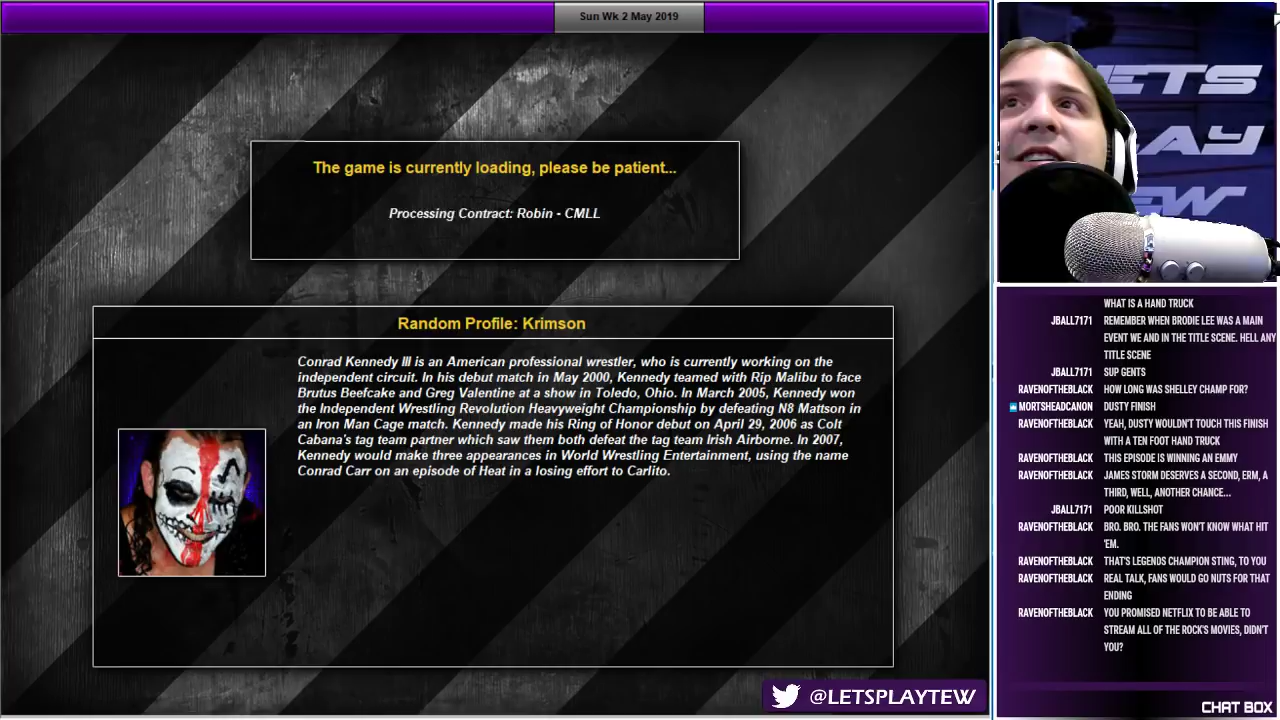 Sun Wk 2 May 2019
The game is currently loading, please be patient...
Processing Contract: Robin - CMLL
Random Profile: Krimson
Conrad Kennedy III is an American professional wrestler, who is currently working on the
independent circuit. In his debut match in May 2000, Kennedy teamed with Rip Malibu to face
Brutus Beefcake and Greg Valentine at a show in Toledo, Ohio. In March 2005, Kennedy won
the Independent Wrestling Revolution Heavyweight Championship by defeating N8 Mattson in
an Iron Man Cage match. Kennedy made his Ring of Honor debut on April 29, 2006 as Colt
Cabana's tag team partner which saw them both defeat the tag team Irish Airborne. In 2007,
Kennedy would make three appearances in World Wrestling Entertainment, using the name
Conrad Carr on an episode of Heat in a losing effort to Carlito.
@LETSPLAYTEW
ETS
AY
EW
WHAT IS A HAND TRUCK
JBALL7171 REMEMBER WHEN BRODIE LEE WAS A MAIN
EVENT WE AND IN THE TITLE SCENE. HELL ANY
TITLE SCENE
JBALL7171 SUP GENTS
RAVENOFTHEBLACK HOW LONG WAS SHELLEY CHAMP FOR?
MORTSHEADCANON DUSTY FINISH
RAVENOFTHEBLACK YEAH, DUSTY WOULDN'T TOUCH THIS FINISH
WITH A TEN FOOT HAND TRUCK
RAVENOFTHEBLACK THIS EPISODE IS WINNING AN EMMY
RAVENOFTHEBLACK JAMES STORM DESERVES A SECOND, ERM, A
THIRD, WELL, ANOTHER CHANCE...
JBALL7171 POOR KILLSHOT
RAVENOFTHEBLACK BRO. BRO. THE FANS WON'T KNOW WHAT HIT
'EM.
RAVENOFTHEBLACK THAT'S LEGENDS CHAMPION STING, TO YOU
RAVENOFTHEBLACK REAL TALK, FANS WOULD GO NUTS FOR THAT
ENDING
RAVENOFTHEBLACK YOU PROMISED NETFLIX TO BE ABLE TO
STREAM ALL OF THE ROCK'S MOVIES, DIDN'T
YOU?
CHAT BOX